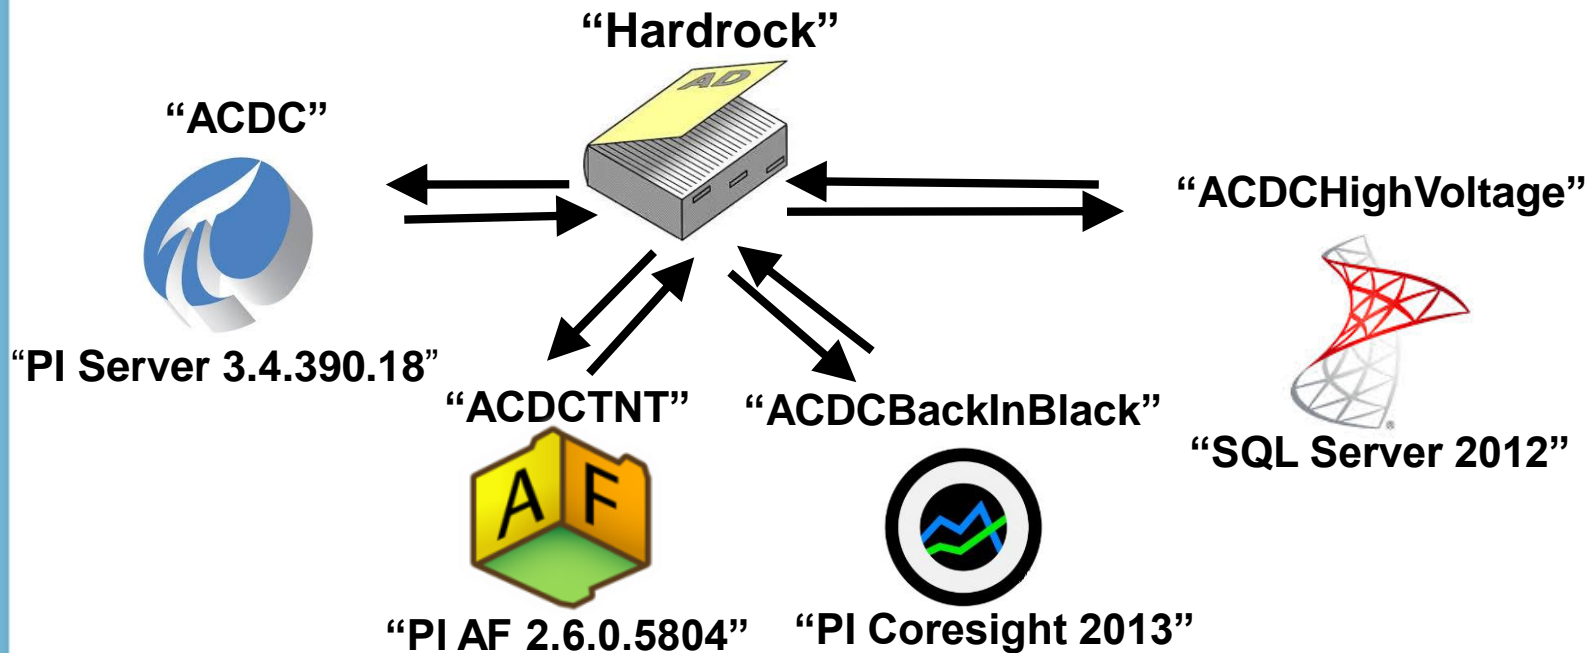 “Hardrock”
AD
“ACDC”
“ACDCHighVoltage”
“PI Server 3.4.390.18”
“ACDCTNT”
“ACDCBackInBlack”
“SQL Server 2012”
A F
®
“PI AF 2.6.0.5804”
“PI Coresight 2013”